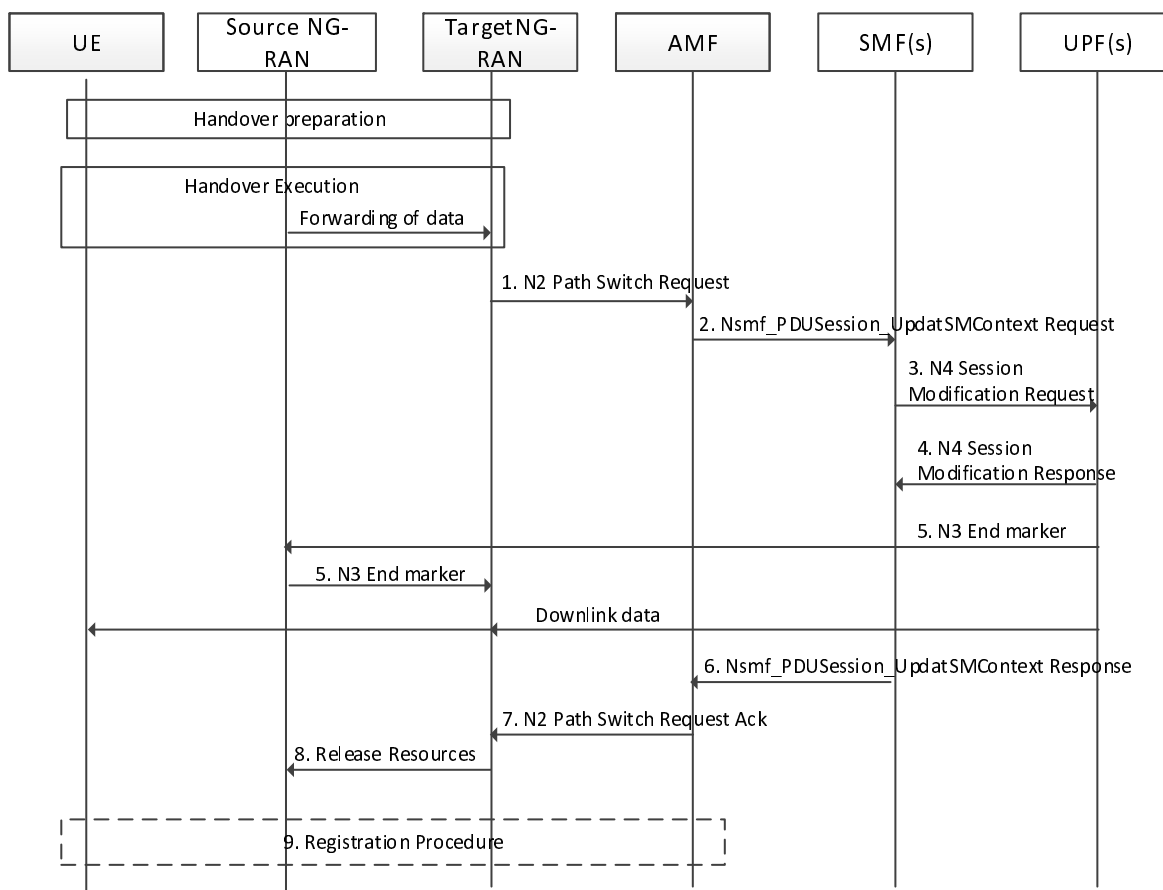 UE
Source NG-
RAN
TargetNG-
RAN
AMF
SMF(s)
UPF(s)
Handover preparation
Handover Execution
Forwarding of data
1. N2 Path Switch Request
2. Nsmf_PDUSession_UpdatSMContext Request
3. N4 Session
Modification Request
4. N4 Session
Modification Response
5. N3 End marker
5. N3 End marker
Downlink data
6. Nsmf_PDUSession_UpdatSMContext Response
7. N2 Path Switch Request Ack
8. Release Resources
9. Registration Procedure